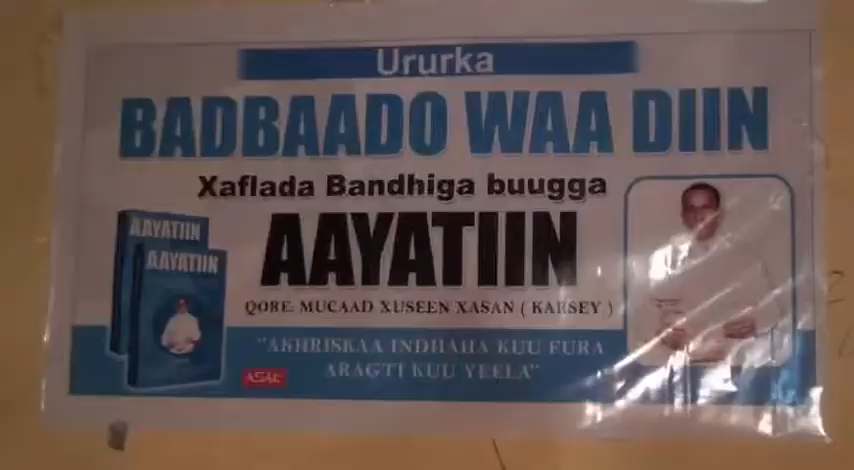 Ururka
BADBAADO WAA DIIN
Xaflada Bandhiga buugga
AAYATIIN
QORE: MUCAAD XUSEEN XASAN ( KARSEY )
"AKHRISKAA INDHAHA KUU FURA
ARAGTI KUU YEELA"
AAYATIIN
AAYATIIN
ASAL